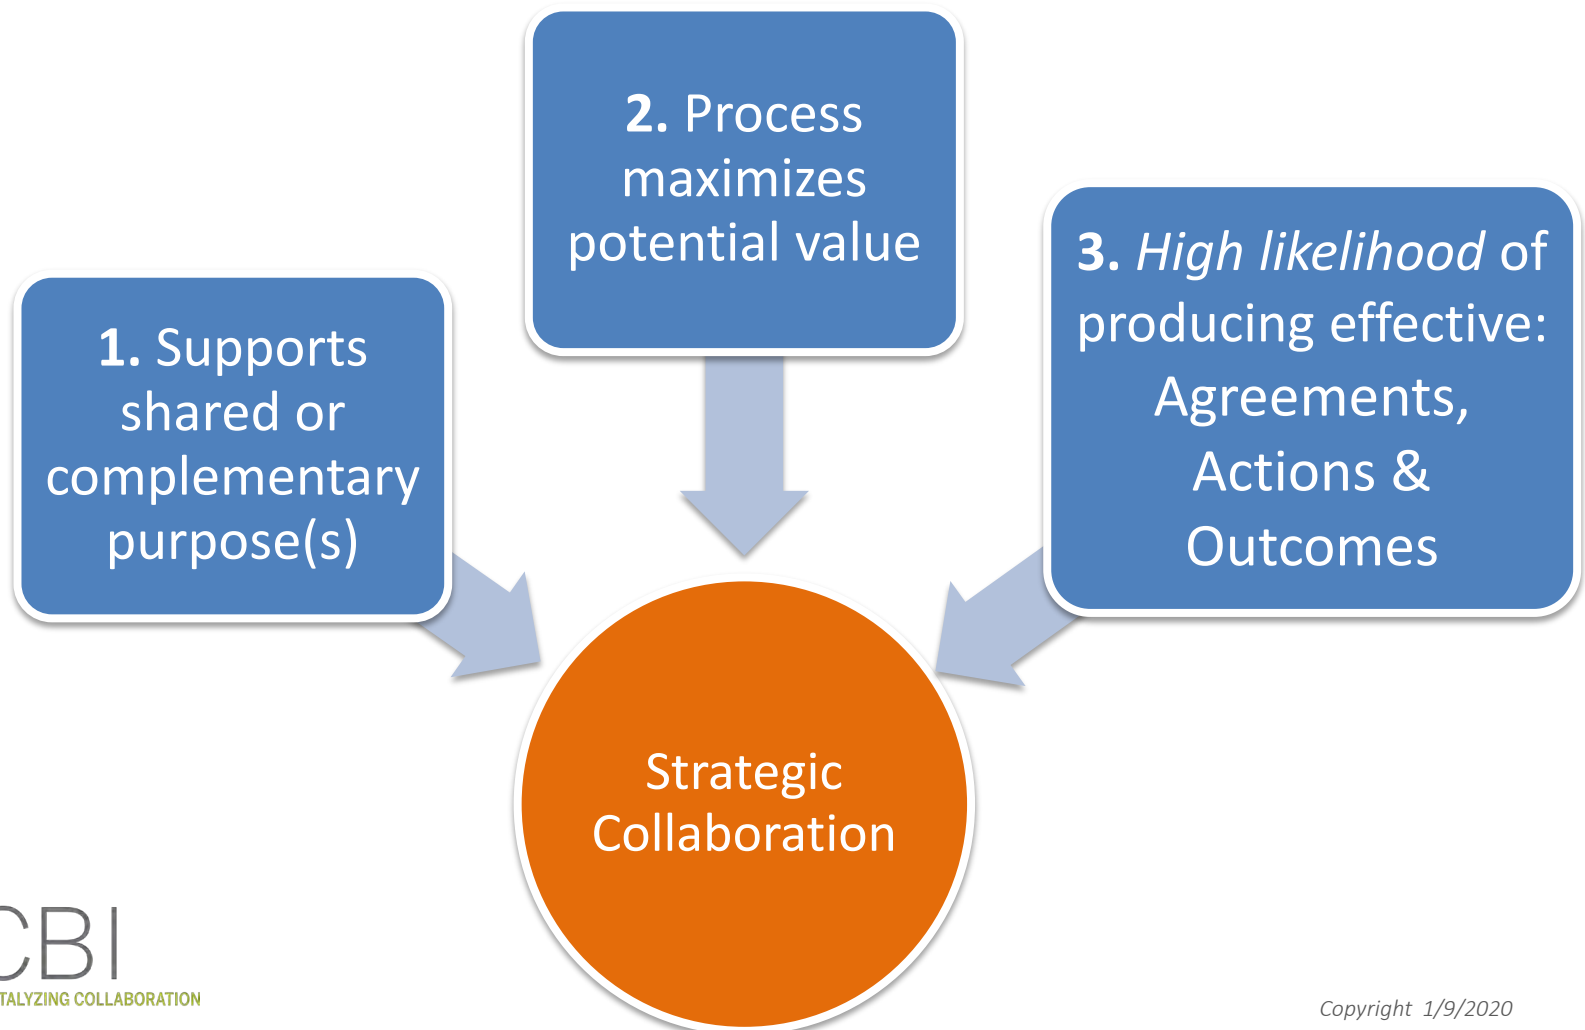 1. Supports
shared or
complementary
purpose(s)
2. Process
maximizes
potential value
3. High likelihood of
producing effective:
Agreements,
Actions &
Outcomes
Strategic
Collaboration
CBI
TALYZING COLLABORATION
Copyright 1/9/2020